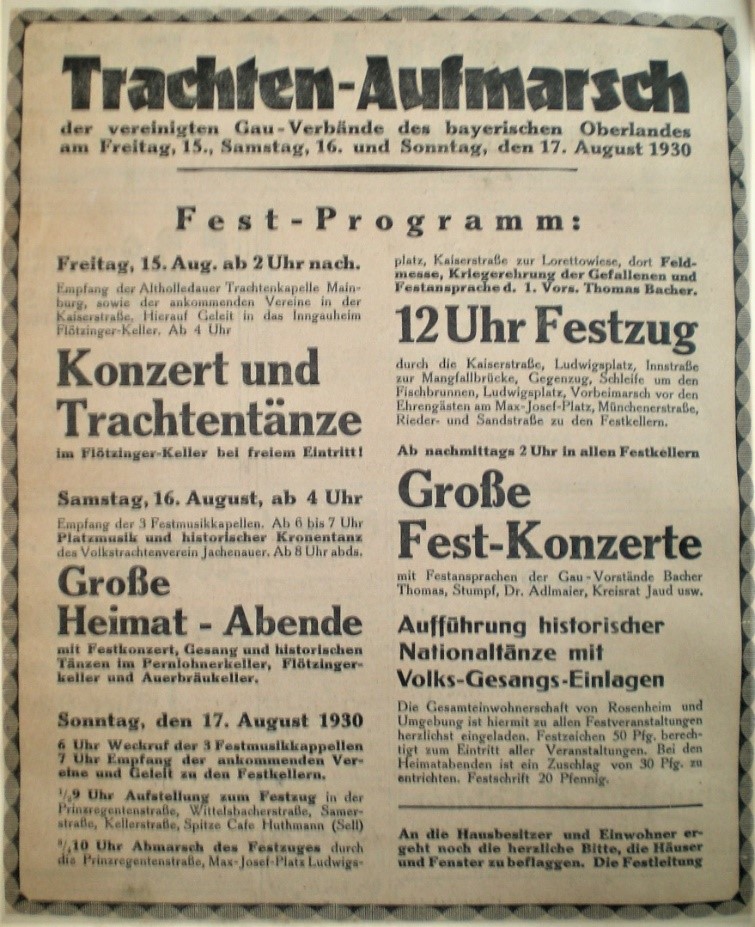 Trachten-Aufmarsch
der vereinigten Gau-Verbände des bayerischen Oberlandes
am Freitag, 15., Samstag, 16. und Sonntag, den 17. August 1930
Fest-Programm:
Freitag, 15. Aug. ab 2 Uhr nach.
Empfang der Altholledauer Trachtenkapelle Main-
burg, sowie der ankommenden Vereine in der
Kaiserstraße. Hierauf Geleit in das Inngauheim
Flötzinger-Keller. Ab 4 Uhr
Konzert und
Trachtentänze
im Flötzinger-Keller bei freiem Eintritt!
Samstag, 16. August, ab 4 Uhr
Empfang der 3 Festmusikkapellen. Ab 6 bis 7 Uhr
Platzmusik und historischer Kronentanz
des Volkstrachtenverein Jachenauer. Ab 8 Uhr abds.
Große
Heimat - Abende
mit Festkonzert, Gesang und historischen
Tänzen im Pernlohnerkeller, Flötzinger-
keller und Auerbräukeller.
Sonntag, den 17. August 1930
6 Uhr Weckruf der 3 Festmusikkappellen
7 Uhr Empfang der ankommenden Ver-
eine und Geleit zu den Festkellern.
1/2 9 Uhr Aufstellung zum Festzug in der
Prinzregentenstraße, Wittelsbacherstraße, Samer-
straße, Kellerstraße, Spitze Cafe Huthmann (Sell)
3/4 10 Uhr Abmarsch des Festzuges durch
die Prinzregentenstraße, Max-Josef-Platz Ludwigs-
platz, Kaiserstraße zur Lorettowiese, dort Feld-
messe, Kriegerehrung der Gefallenen und
Festansprache d. 1. Vors. Thomas Bacher.
12 Uhr Festzug
durch die Kaiserstraße, Ludwigsplatz, Innstraße
zur Mangfallbrücke, Gegenzug, Schleife um den
Fischbrunnen, Ludwigsplatz, Vorbeimarsch vor den
Ehrengästen am Max-Josef-Platz, Münchenerstraße,
Rieder- und Sandstraße zu den Festkellern.
Ab nachmittags 2 Uhr in allen Festkellern
Große
Fest-Konzerte
mit Festansprachen der Gau-Vorstände Bacher
Thomas, Stumpf, Dr. Adlmaier, Kreisrat Jaud usw.
Aufführung historischer
Nationaltänze mit
Volks-Gesangs-Einlagen
Die Gesamteinwohnerschaft von Rosenheim und
Umgebung ist hiermit zu allen Festveranstaltungen
herzlichst eingeladen. Festzeichen 50 Pfg. berech-
tigt zum Eintritt aller Veranstaltungen. Bei den
Heimatabenden ist ein Zuschlag von 30 Pfg. zu
entrichten. Festschrift 20 Pfennig.
An die Hausbesitzer und Einwohner er-
geht noch die herzliche Bitte, die Häuser
und Fenster zu beflaggen. Die Festleitung